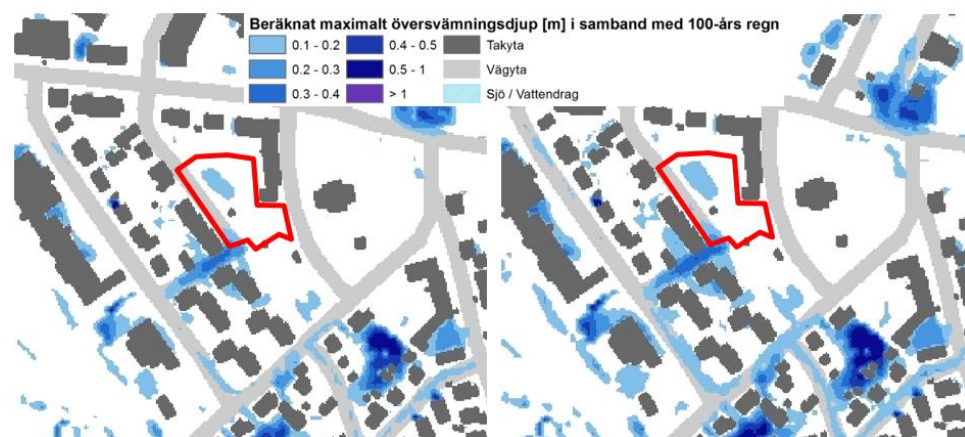 Beräknat maximalt översvämningsdjup [m] i samband med 100-års regn
0.1 - 0.2 0.4 - 0.5 Takyta
0.2 - 0.3 0.5 - 1 Vägyta
0.3 - 0.4 > 1 Sjö / Vattendrag